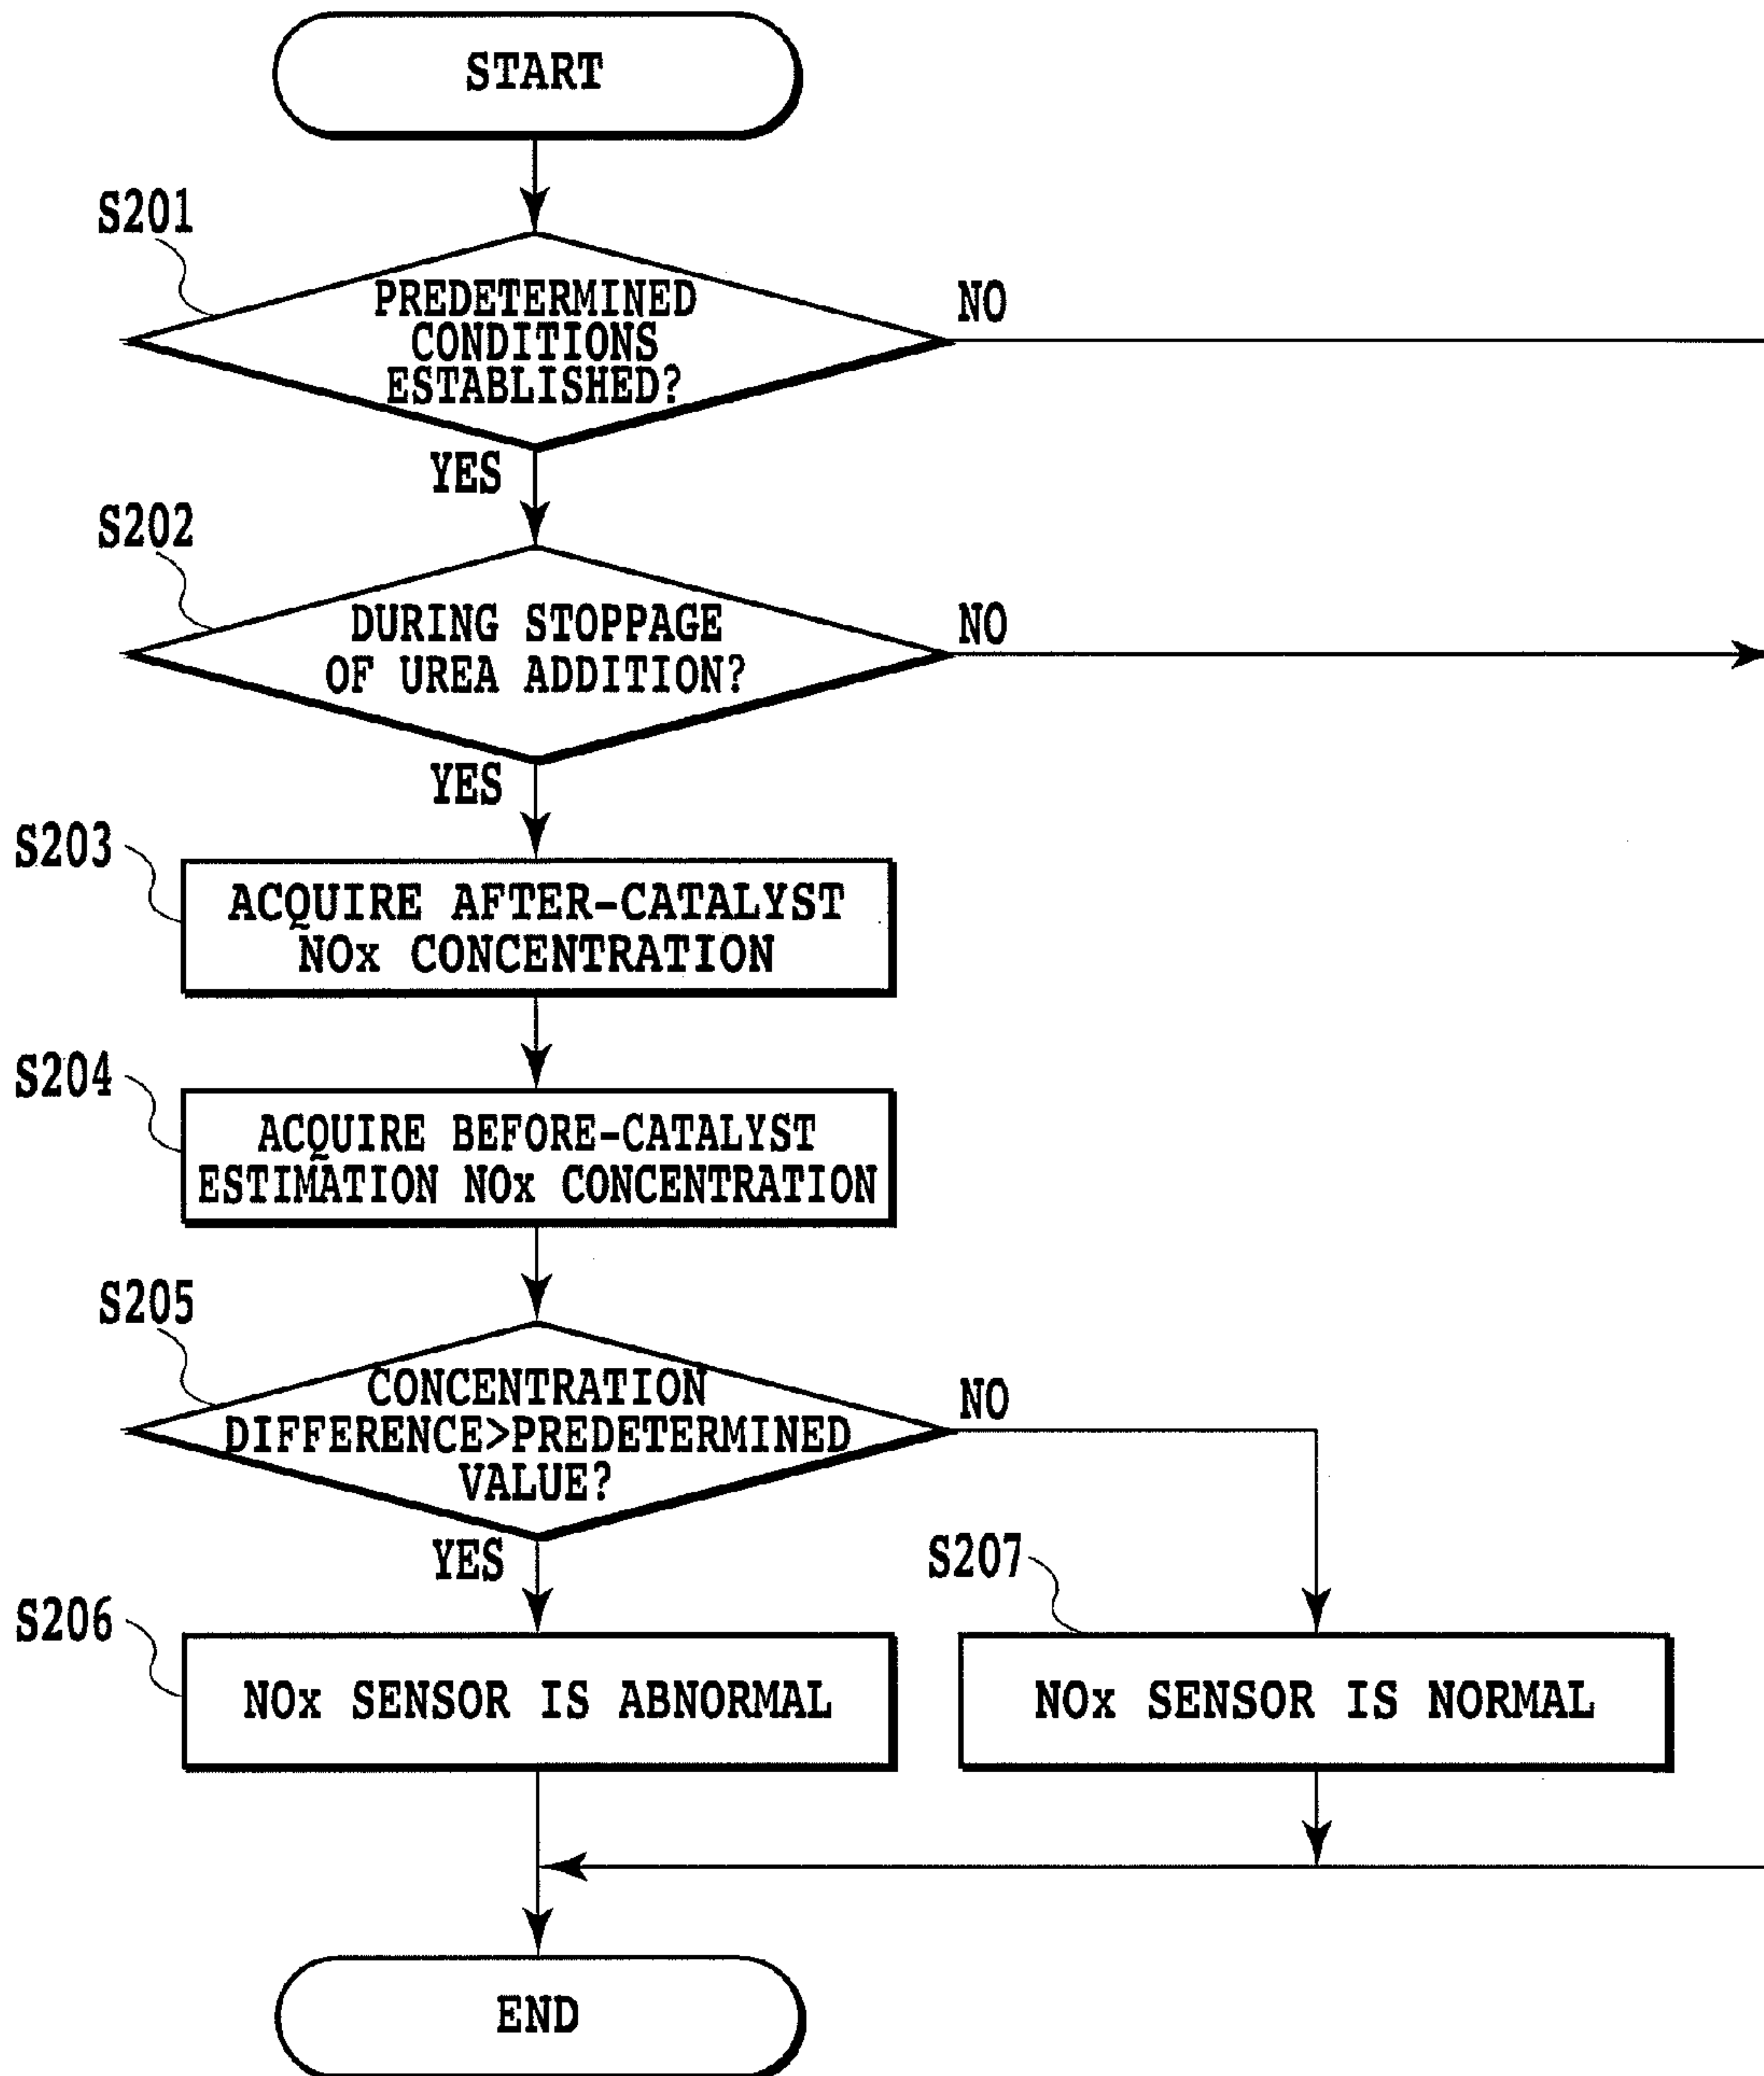 START
S201
PREDETERMINED
CONDITIONS
ESTABLISHED?
NO
YES
S202
DURING STOPPAGE
OF UREA ADDITION?
NO
YES
S203
ACQUIRE AFTER-CATALYST
NOx CONCENTRATION
S204
ACQUIRE BEFORE-CATALYST
ESTIMATION NOx CONCENTRATION
S205
CONCENTRATION
DIFFERENCE>PREDETERMINED
VALUE?
NO
YES
S206
NOx SENSOR IS ABNORMAL
S207
NOx SENSOR IS NORMAL
END